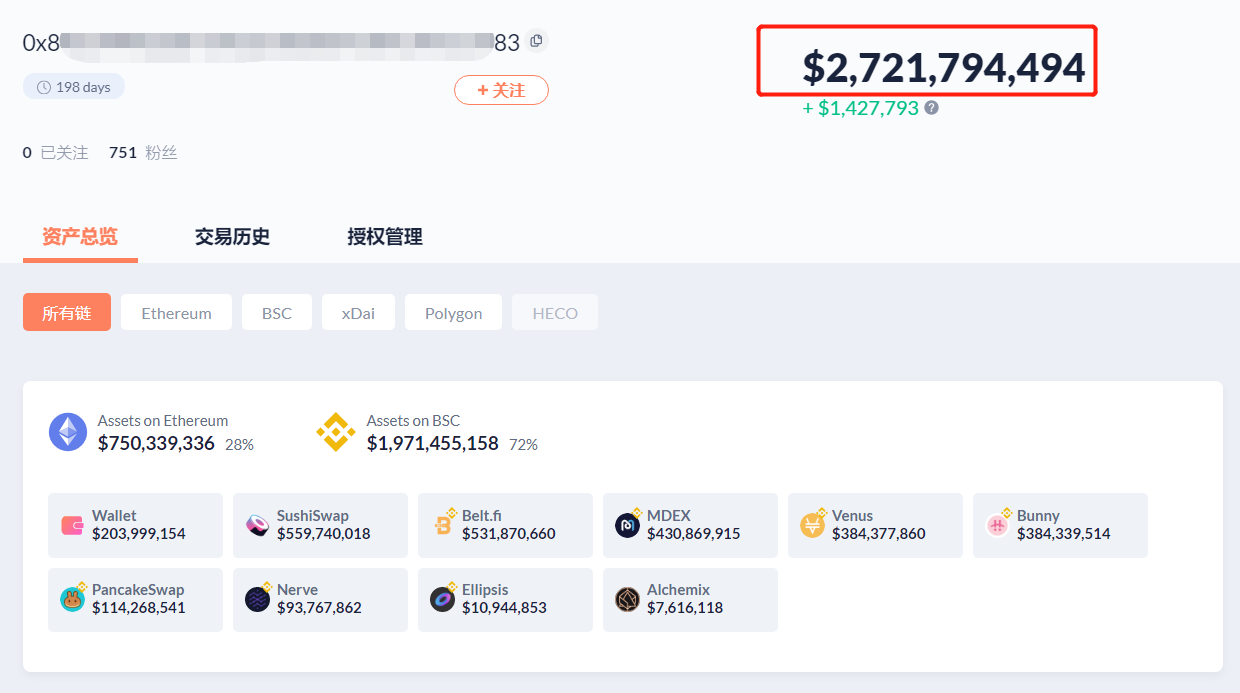 0x8 83
198 days
+ 关注
$2,721,794,494
+ $1,427,793 ?
0 已关注 751 粉丝
资产总览 交易历史 授权管理
所有链 Ethereum BSC xDai Polygon HECO
Assets on Ethereum
$750,339,336 28%
Assets on BSC
$1,971,455,158 72%
Wallet
$203,999,154
SushiSwap
$559,740,018
Belt.fi
$531,870,660
MDEX
$430,869,915
Venus
$384,377,860
Bunny
$384,339,514
PancakeSwap
$114,268,541
Nerve
$93,767,862
Ellipsis
$10,944,853
Alchemix
$7,616,118